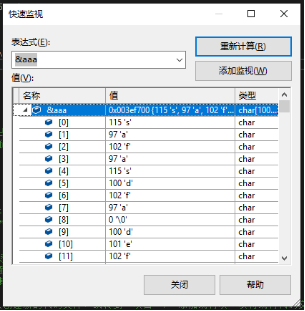 快速监视
表达式(E):
&aaa
重新计算(R)
添加监视(W)
值(V):
名称 值 类型
&aaa 0x003ef700 {115 's', 97 'a', 102 'f'... char[100...
[0] 115 's' char
[1] 97 'a' char
[2] 102 'f' char
[3] 97 'a' char
[4] 115 's' char
[5] 100 'd' char
[6] 102 'f' char
[7] 97 'a' char
[8] 0 '\0' char
[9] 100 'd' char
[10] 101 'e' char
[11] 102 'f' char
关闭 帮助